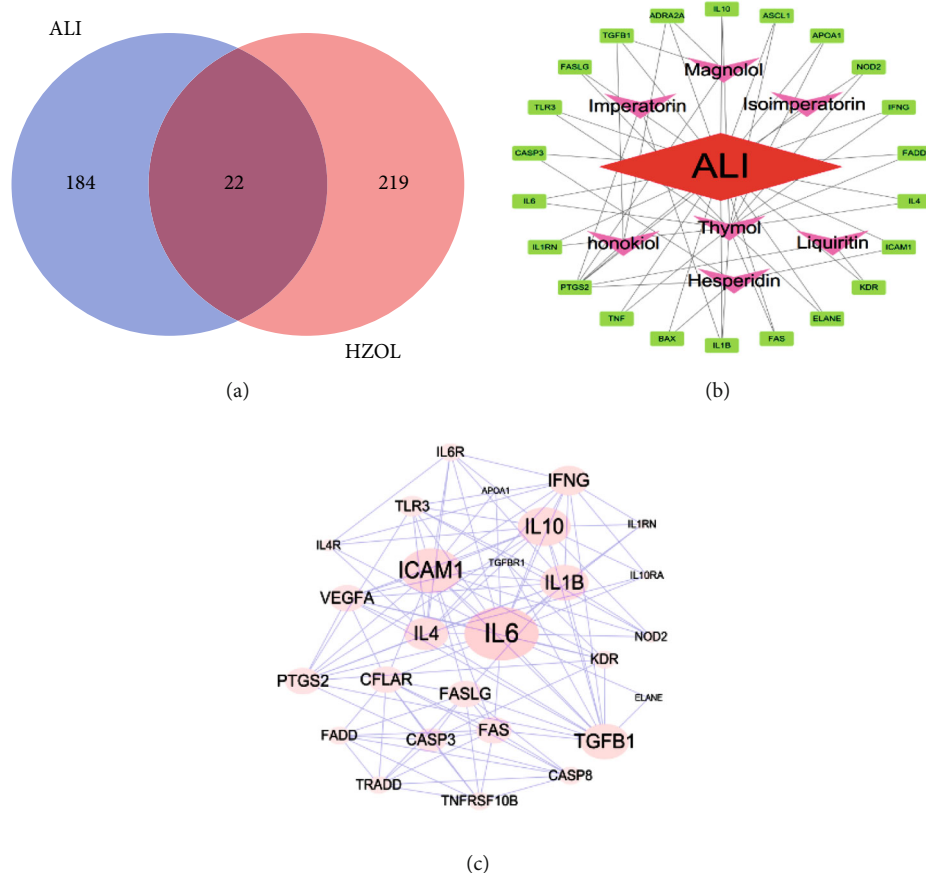 ALI
184
22
219
HZOL
(a)
IL10
ADRA2A
ASCL1
TGFB1
APOA1
FASLG
Magnolol
NOD2
Imperatorin
Isoimperatorin
TLR3
IFNG
CASP3
ALI
FADD
IL6
IL4
Thymol
IL1RN
honokiol
Liquiritin
ICAM1
PTGS2
Hesperidin
KDR
TNF
ELANE
BAX
IL1B
FAS
(b)
IL6R
APOA1
IFNG
TLR3
IL10
IL1RN
IL4R
TGFBR1
ICAM1
IL1B
IL10RA
VEGFA
IL4
IL6
NOD2
KDR
PTGS2
CFLAR
FASLG
ELANE
FADD
CASP3
FAS
TGFB1
TRADD
CASP8
TNFRSF10B
(c)